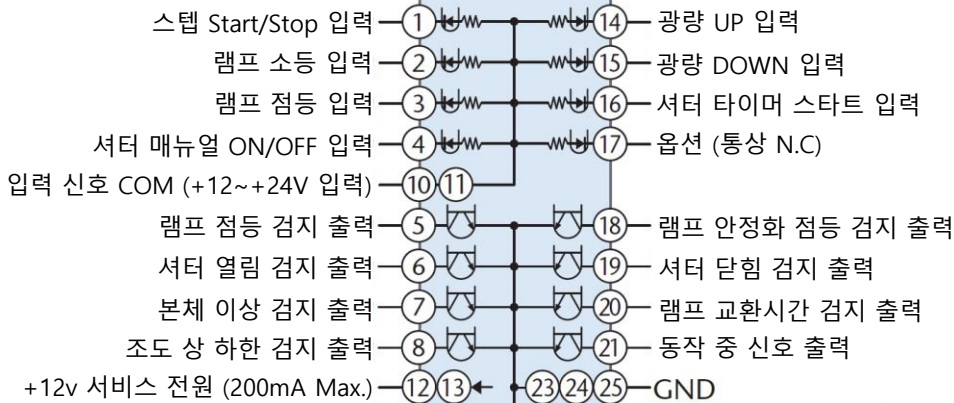 스텝 Start/Stop 입력 1 14 광량 UP 입력
램프 소등 입력 2 15 광량 DOWN 입력
램프 점등 입력 3 16 셔터 타이머 스타트 입력
셔터 매뉴얼 ON/OFF 입력 4 17 옵션 (통상 N.C)
입력 신호 COM (+12~+24V 입력) 10 11
램프 점등 검지 출력 5 18 램프 안정화 점등 검지 출력
셔터 열림 검지 출력 6 19 셔터 닫힘 검지 출력
본체 이상 검지 출력 7 20 램프 교환시간 검지 출력
조도 상 하한 검지 출력 8 21 동작 중 신호 출력
+12v 서비스 전원 (200mA Max.) 12 13 23 24 25 GND